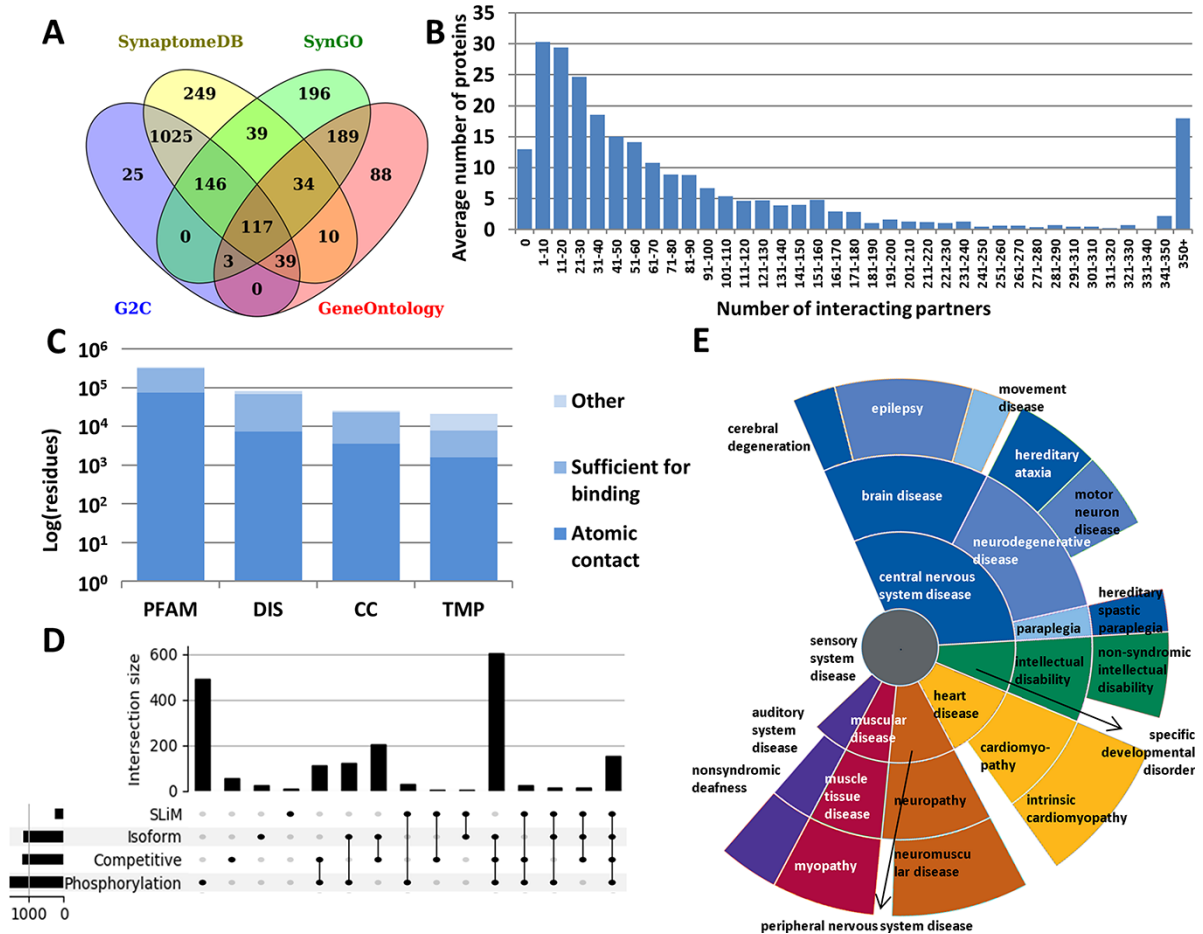 A
SynaptomeDB
SynGO
249
196
1025
39
189
25
146
34
88
117
0
10
3
39
0
G2C
GeneOntology
B
Average number of proteins
35
30
25
20
15
10
5
0
0
1-10
11-20
21-30
31-40
41-50
51-60
61-70
71-80
81-90
91-100
101-110
111-120
121-130
131-140
141-150
151-160
161-170
171-180
181-190
191-200
201-210
211-220
221-230
231-240
241-250
251-260
261-270
271-280
281-290
291-300
301-310
311-320
321-330
331-340
341-350
350+
Number of interacting partners
C
Log(residues)
10⁶
10⁵
10⁴
10³
10²
10¹
10⁰
PFAM
DIS
CC
TMP
Other
Sufficient for
binding
Atomic
contact
D
Intersection size
600
400
200
0
SLiM
Isoform
Competitive
Phosphorylation
1000
0
E
cerebral
degeneration
epilepsy
movement
disease
hereditary
ataxia
motor
neuron
disease
brain disease
neurodegenerative
disease
central nervous
system disease
hereditary
spastic
paraplegia
paraplegia
sensory
system
disease
intellectual
disability
non-syndromic
intellectual
disability
heart
disease
muscular
disease
auditory
system
disease
cardiomyo-
pathy
specific
developmental
disorder
nonsyndromic
deafness
muscle
tissue
disease
neuropathy
intrinsic
cardiomyopathy
myopathy
neuromuscu
lar disease
peripheral nervous system disease